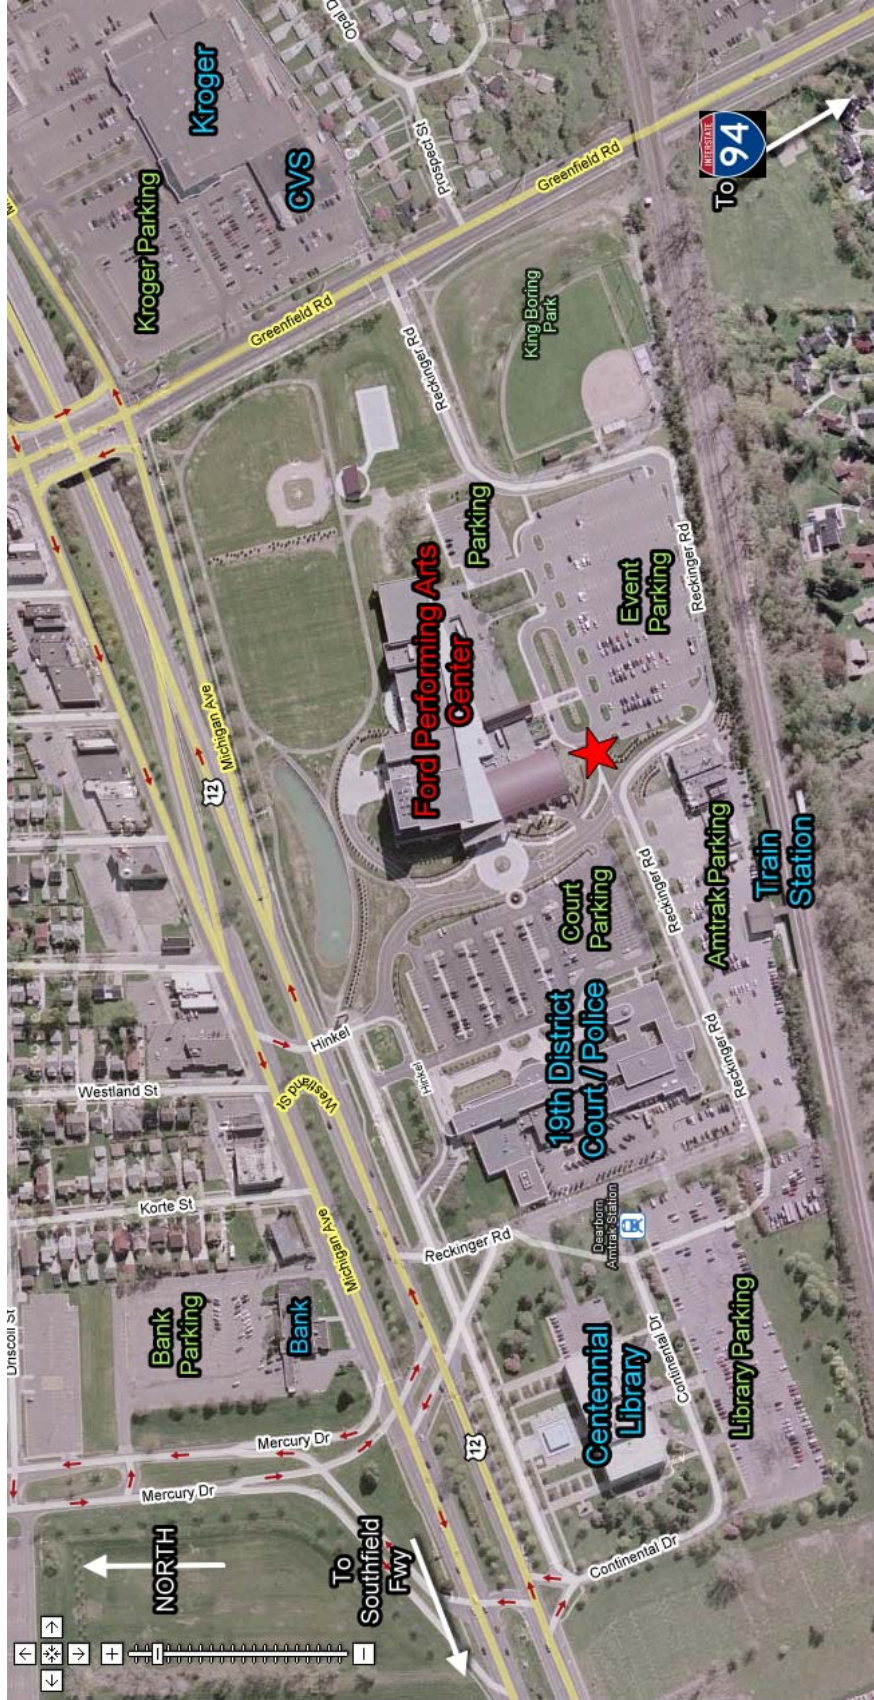 NORTH
To
Southfield
Fwy
Driscoll St
Mercury Dr
Mercury Dr
Bank
Parking
Bank
Korte St
Westland St
Michigan Ave
Westland St
Westland St
Hinkel
Hinkel
12
Michigan Ave
12
Kroger Parking
Kroger
CVS
Greenfield Rd
Opal D
Prospect St
Greenfield Rd
Reckinger Rd
King Boring
Park
Ford Performing Arts
Center
Parking
Event
Parking
Reckinger Rd
Court
Parking
19th District
Court / Police
Reckinger Rd
Dearborn
Amtrak Station
Centennial
Library
Continental Dr
Continental Dr
Library Parking
Reckinger Rd
Reckinger Rd
Amtrak Parking
Train
Station
To
INTERSTATE
94